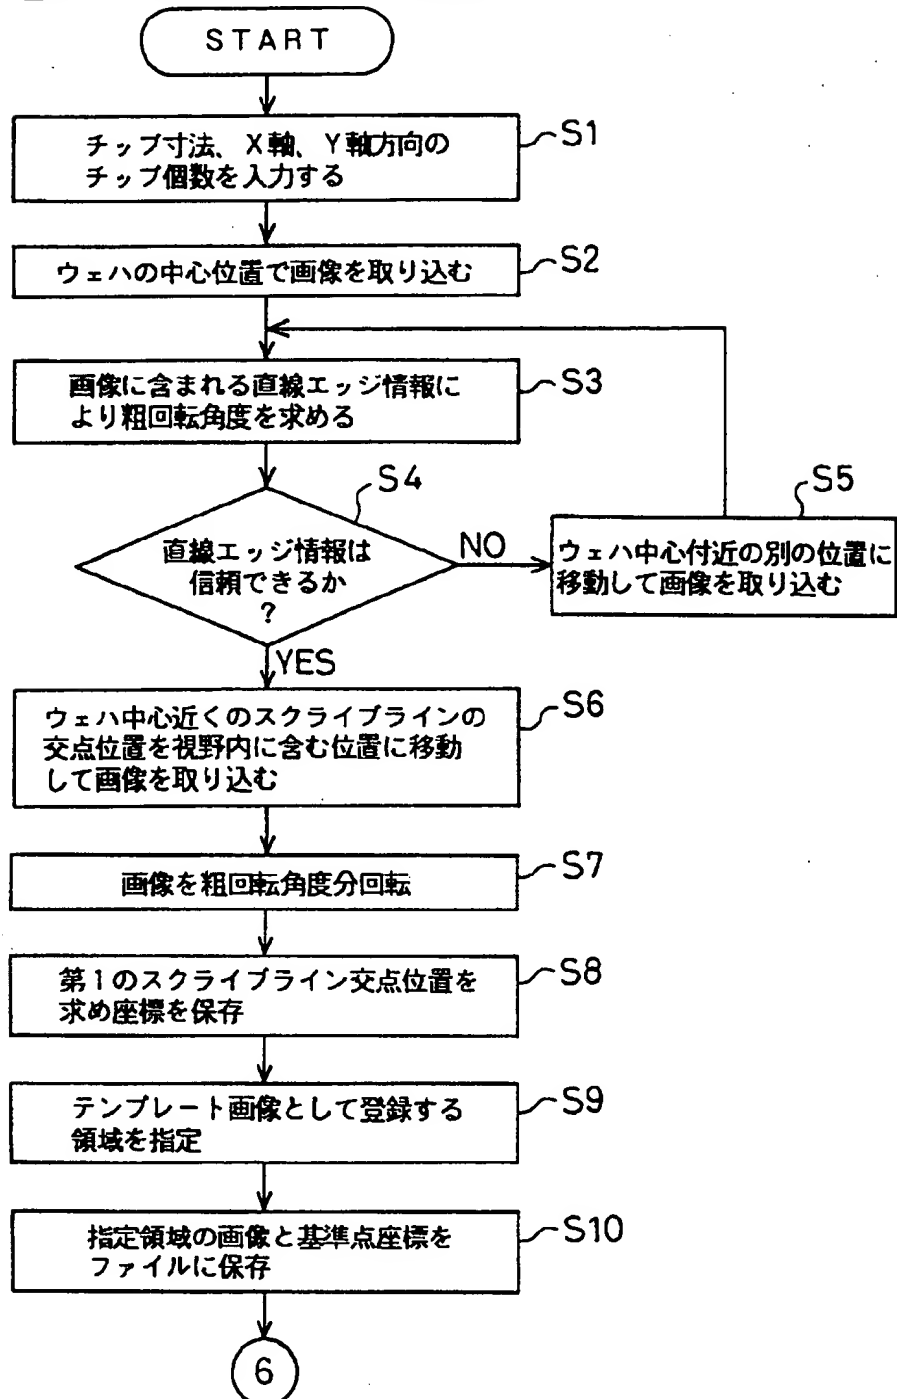 START
チップ寸法、X軸、Y軸方向の
チップ個数を入力する
S1
ウェハの中心位置で画像を取り込む
S2
画像に含まれる直線エッジ情報に
より粗回転角度を求める
S3
直線エッジ情報は
信頼できるか
?
S4
NO
ウェハ中心付近の別の位置に
移動して画像を取り込む
S5
YES
ウェハ中心近くのスクライブラインの
交点位置を視野内に含む位置に移動
して画像を取り込む
S6
画像を粗回転角度分回転
S7
第1のスクライブライン交点位置を
求め座標を保存
S8
テンプレート画像として登録する
領域を指定
S9
指定領域の画像と基準点座標を
ファイルに保存
S10
6